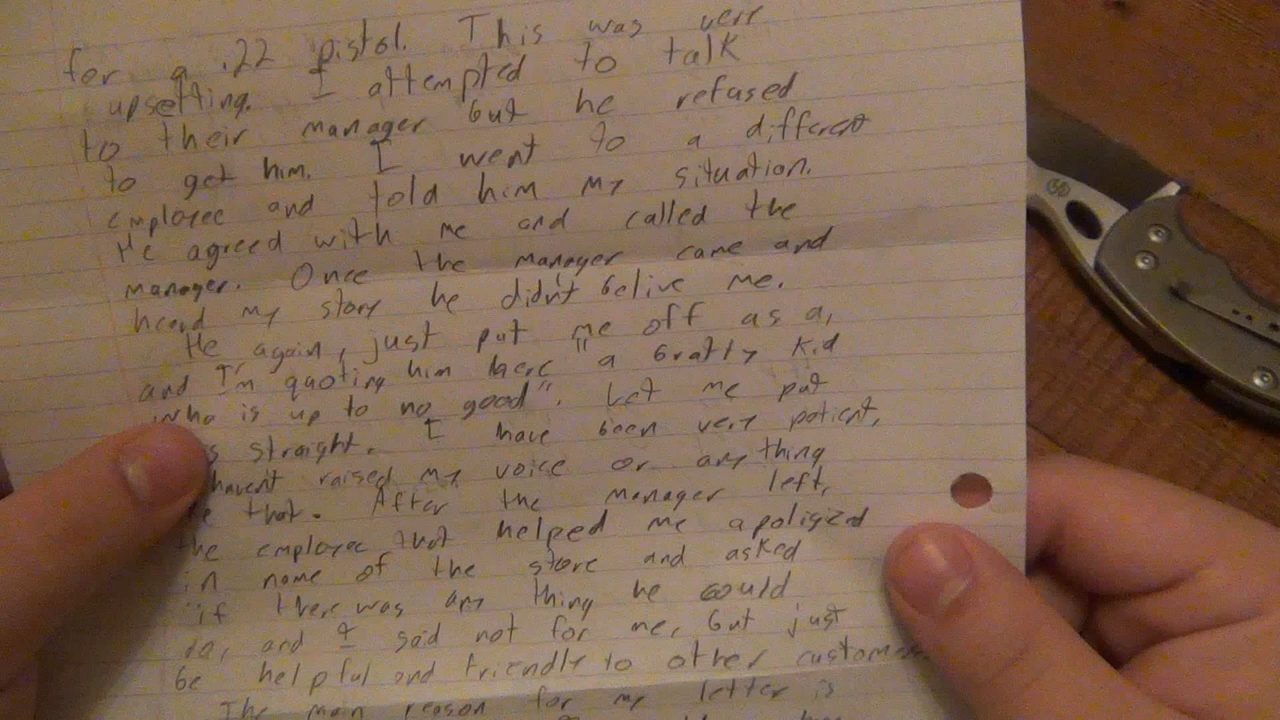 for a .22 pistol. This was very
upsetting. I attempted to talk
to their manager but he refused
to get him. I went to a different
employee and told him my situation.
He agreed with me and called the
manager. Once the manager came and
heard my story he didn't belive me.
He again, just put me off as a,
and I'm quoting him here "a bratty kid
who is up to no good". Let me put
straight. I have been very patient,
havent raised my voice or any thing
that. After the manager left,
the employee that helped me apoligized
in name of the store and asked
if there was any thing he could
do, and I said not for me, but just
be helpful and friendly to other customers.
The main reason for my letter is